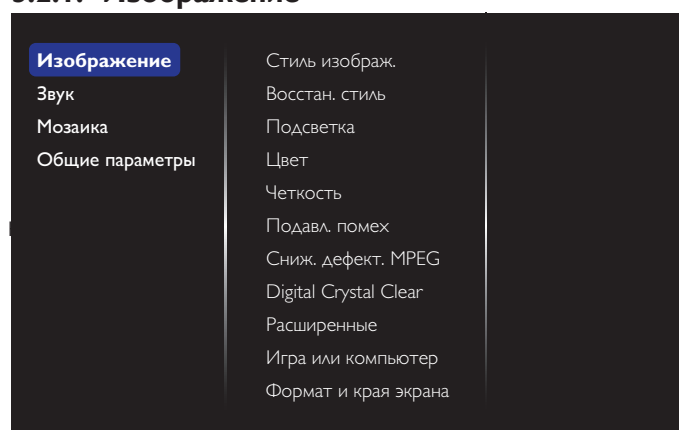 Изображение
Звук
Мозаика
Общие параметры
Стиль изображ.
Восстан. стиль
Подсветка
Цвет
Четкость
Подавл. помех
Сниж. дефект. MPEG
Digital Crystal Clear
Расширенные
Игра или компьютер
Формат и края экрана